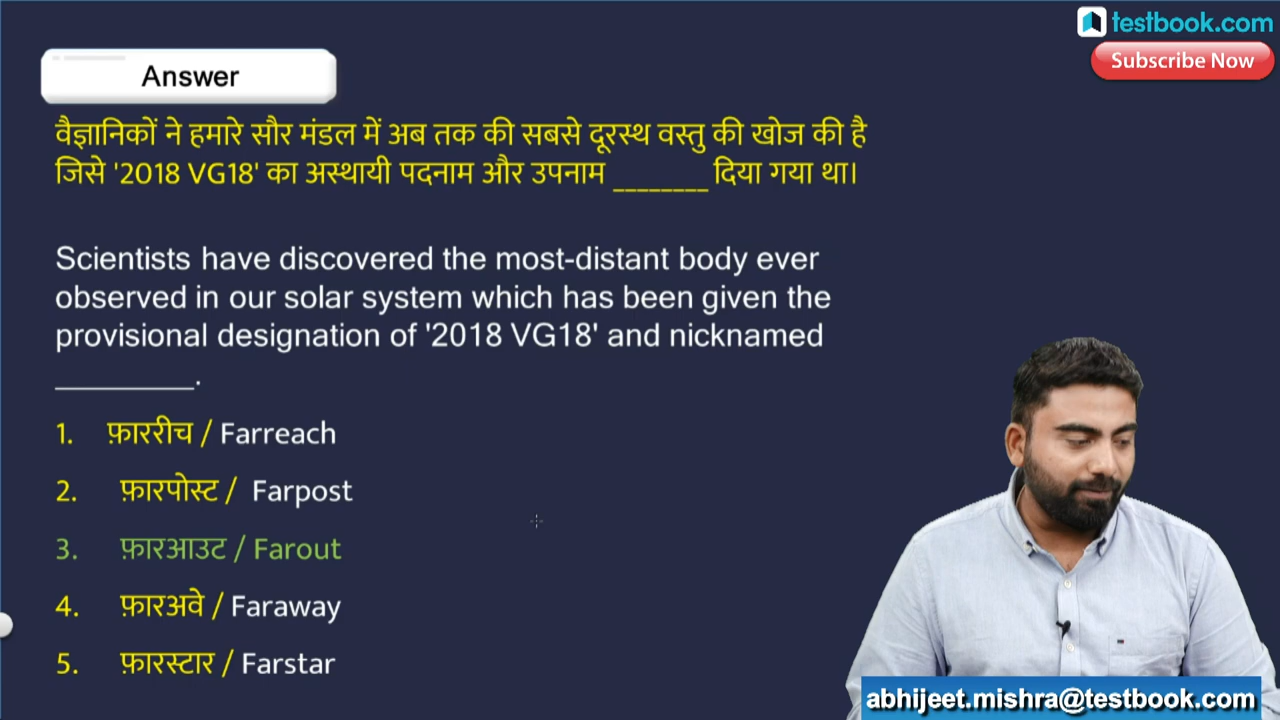 testbook.com
Subscribe Now
Answer
वैज्ञानिकों ने हमारे सौर मंडल में अब तक की सबसे दूरस्थ वस्तु की खोज की है
जिसे '2018 VG18' का अस्थायी पदनाम और उपनाम ________ दिया गया था।
Scientists have discovered the most-distant body ever
observed in our solar system which has been given the
provisional designation of '2018 VG18' and nicknamed
________.
1. फ़ाररीच / Farreach
2. फ़ारपोस्ट / Farpost
3. फ़ारआउट / Farout
4. फ़ारअवे / Faraway
5. फ़ारस्टार / Farstar
abhijeet.mishra@testbook.com